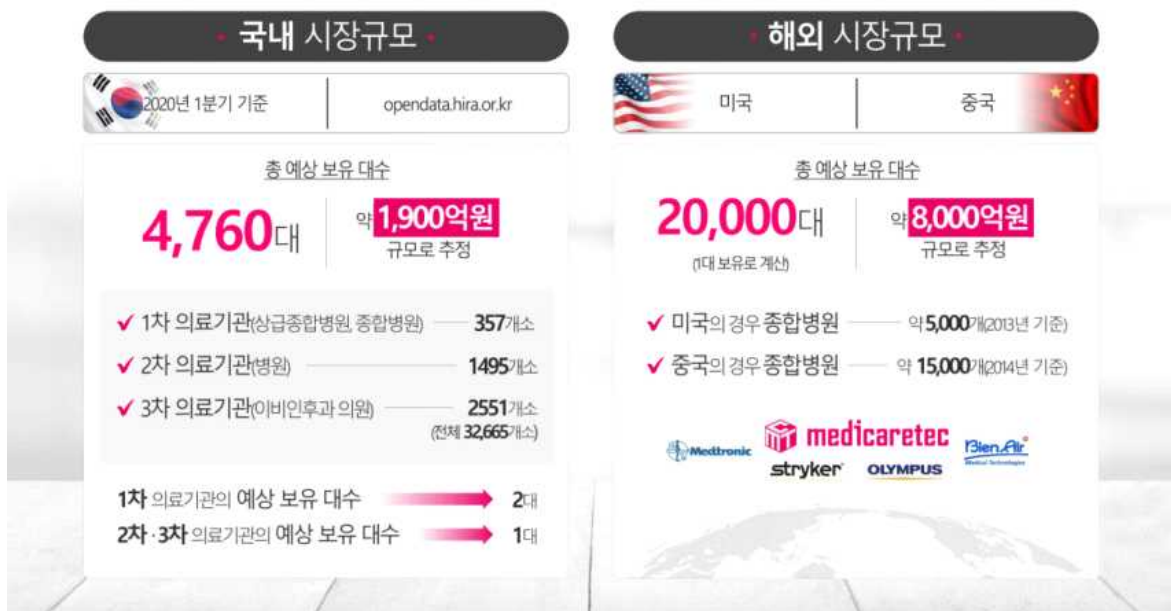 국내 시장규모
2020년 1분기 기준
opendata.hira.or.kr
총 예상 보유 대수
4,760대
약 1,900억원
규모로 추정
✓ 1차 의료기관(상급종합병원, 종합병원) 357개소
✓ 2차 의료기관(병원) 1495개소
✓ 3차 의료기관(이비인후과 의원) 2551개소
(전체 32,665개소)
1차 의료기관의 예상 보유 대수 2대
2차·3차 의료기관의 예상 보유 대수 1대
해외 시장규모
미국
중국
총 예상 보유 대수
20,000대
(1대 보유로 계산)
약 8,000억원
규모로 추정
✓ 미국의 경우 종합병원 약 5,000개(2013년 기준)
✓ 중국의 경우 종합병원 약 15,000개(2014년 기준)
Medtronic
medicaretec
Bien Air
Medical Technologies
stryker
OLYMPUS